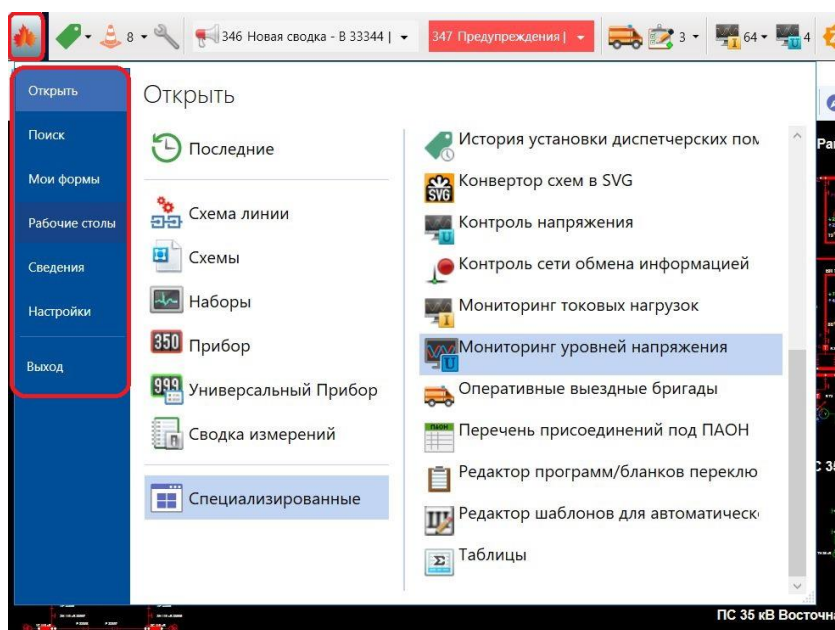 8
346 Новая сводка - В 33344 |
347 Предупреждения |
3
64
4
Открыть
Поиск
Мои формы
Рабочие столы
Сведения
Настройки
Выход
Открыть
Последние
Схема линии
Схемы
Наборы
350 Прибор
999 Универсальный Прибор
Сводка измерений
Специализированные
История установки диспетчерских пом
SVG Конвертор схем в SVG
U Контроль напряжения
Контроль сети обмена информацией
I Мониторинг токовых нагрузок
U Мониторинг уровней напряжения
Оперативные выездные бригады
ПАОН Перечень присоединений под ПАОН
Редактор программ/бланков переклю
Редактор шаблонов для автоматическ
Σ Таблицы
ПС 35 кВ Восточн